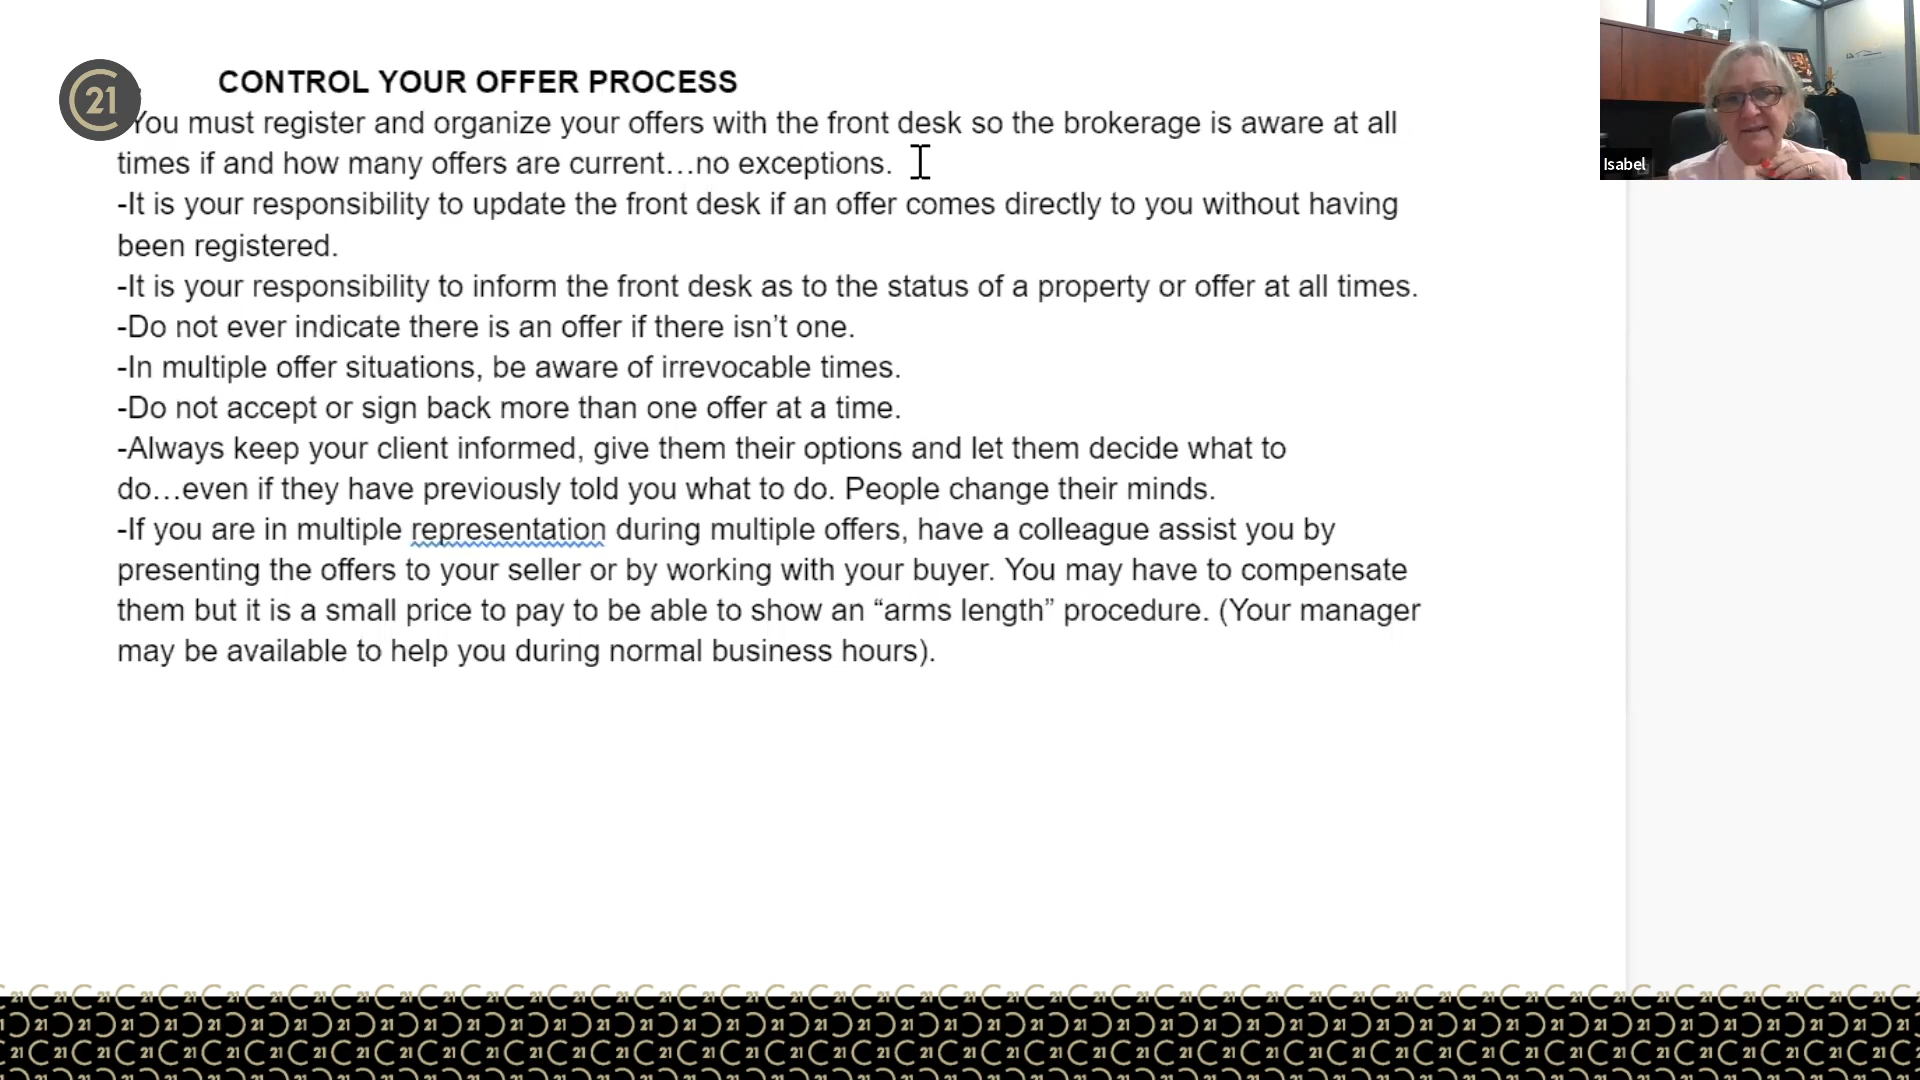 CONTROL YOUR OFFER PROCESS
21
You must register and organize your offers with the front desk so the brokerage is aware at all
times if and how many offers are current…no exceptions.
-It is your responsibility to update the front desk if an offer comes directly to you without having
been registered.
-It is your responsibility to inform the front desk as to the status of a property or offer at all times.
-Do not ever indicate there is an offer if there isn’t one.
-In multiple offer situations, be aware of irrevocable times.
-Do not accept or sign back more than one offer at a time.
-Always keep your client informed, give them their options and let them decide what to
do…even if they have previously told you what to do. People change their minds.
-If you are in multiple representation during multiple offers, have a colleague assist you by
presenting the offers to your seller or by working with your buyer. You may have to compensate
them but it is a small price to pay to be able to show an “arms length” procedure. (Your manager
may be available to help you during normal business hours).
Isabel